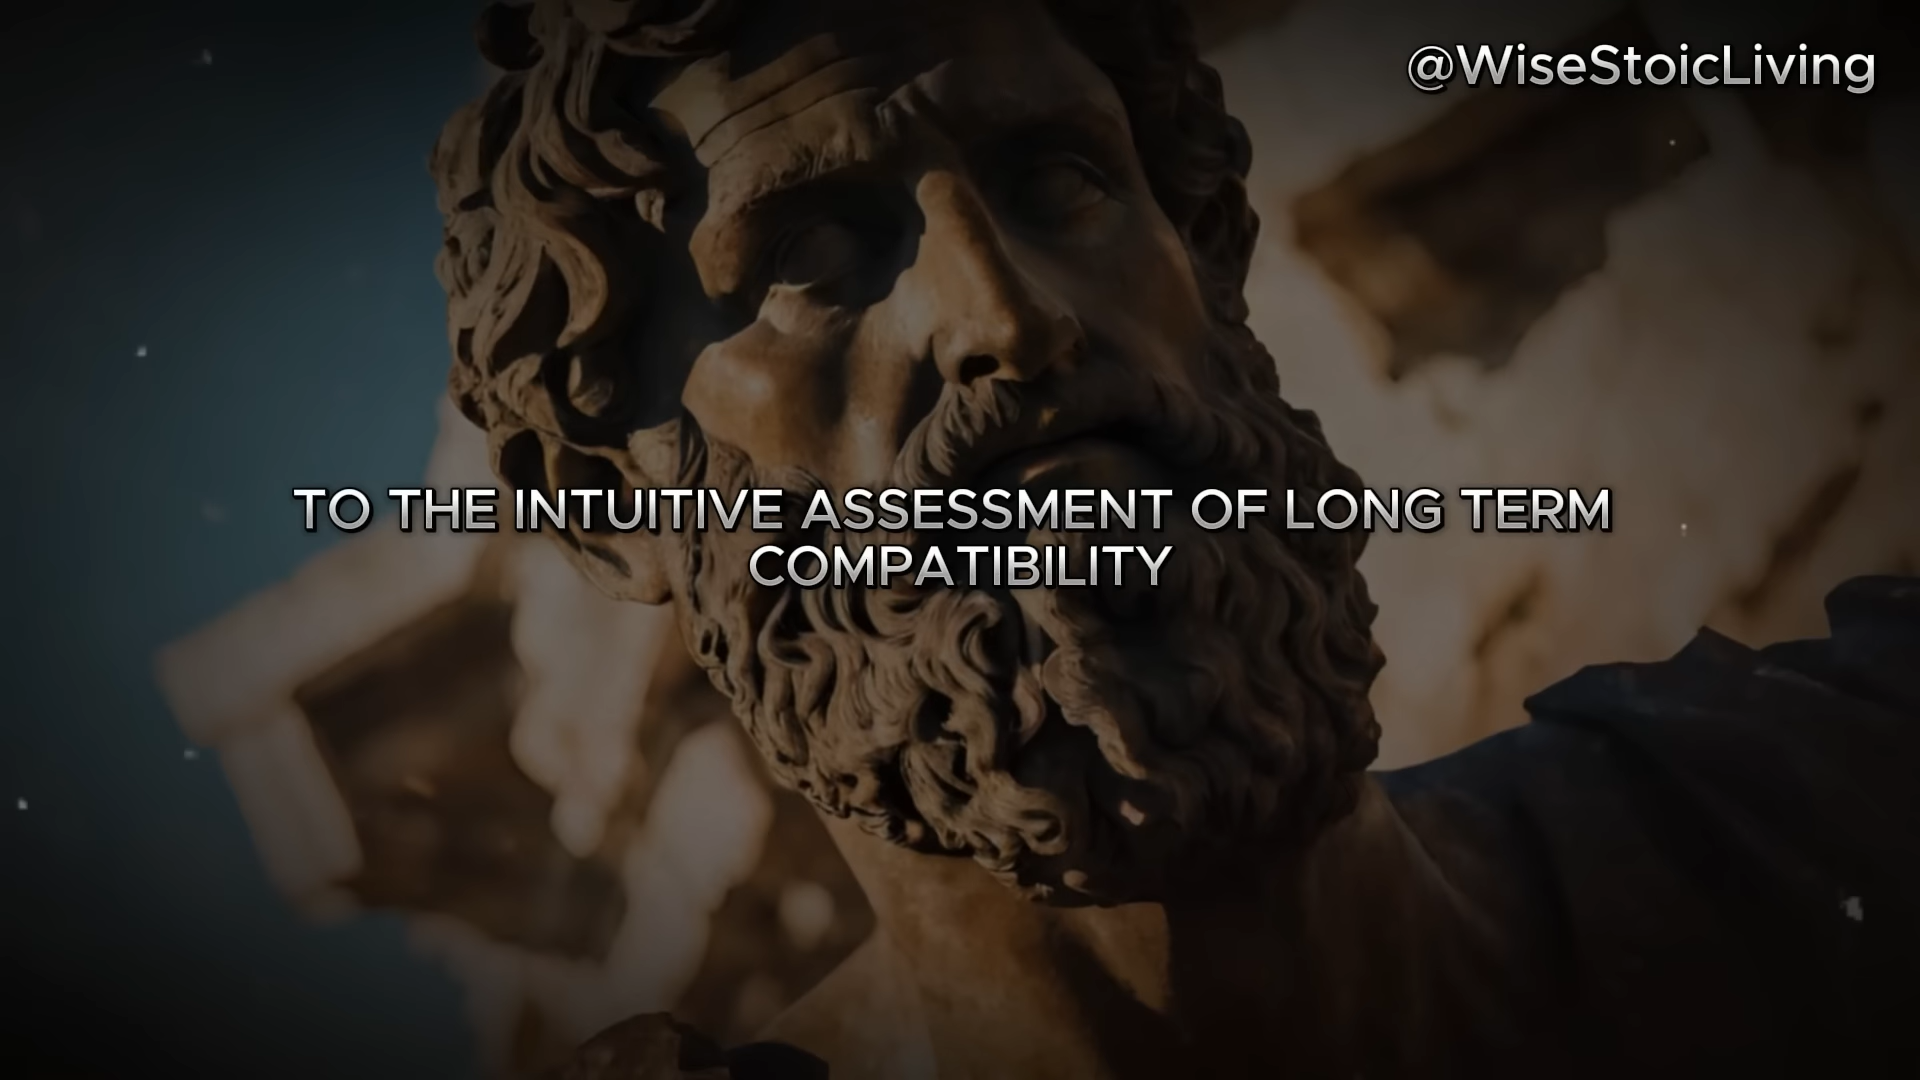 @WiseStoicLiving
TO THE INTUITIVE ASSESSMENT OF LONG TERM
COMPATIBILITY